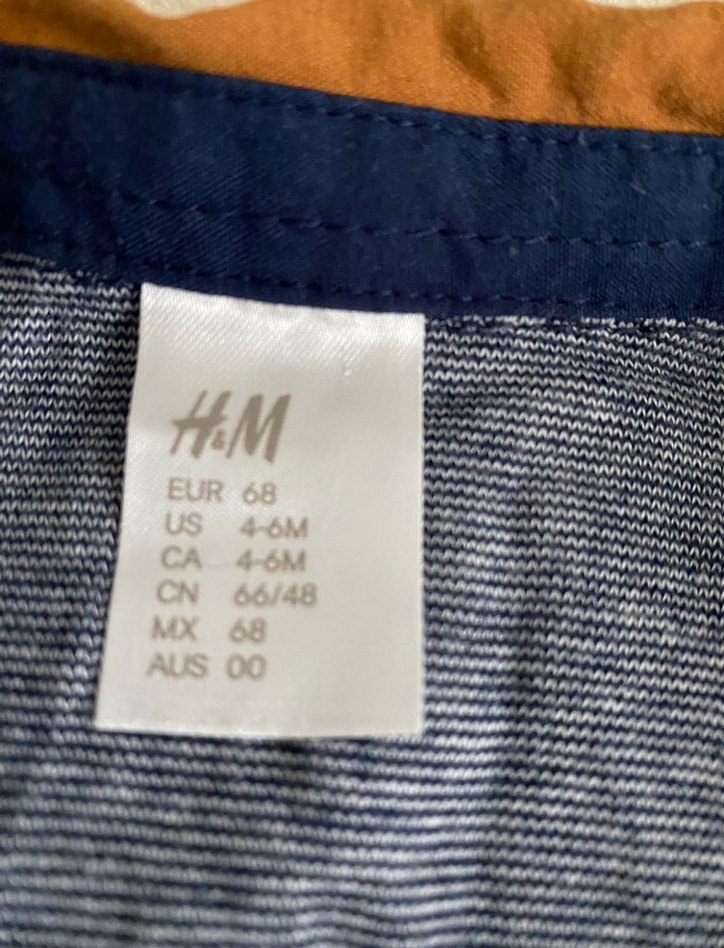 H&M
EUR 68
US 4-6M
CA 4-6M
CN 66/48
MX 68
AUS 00